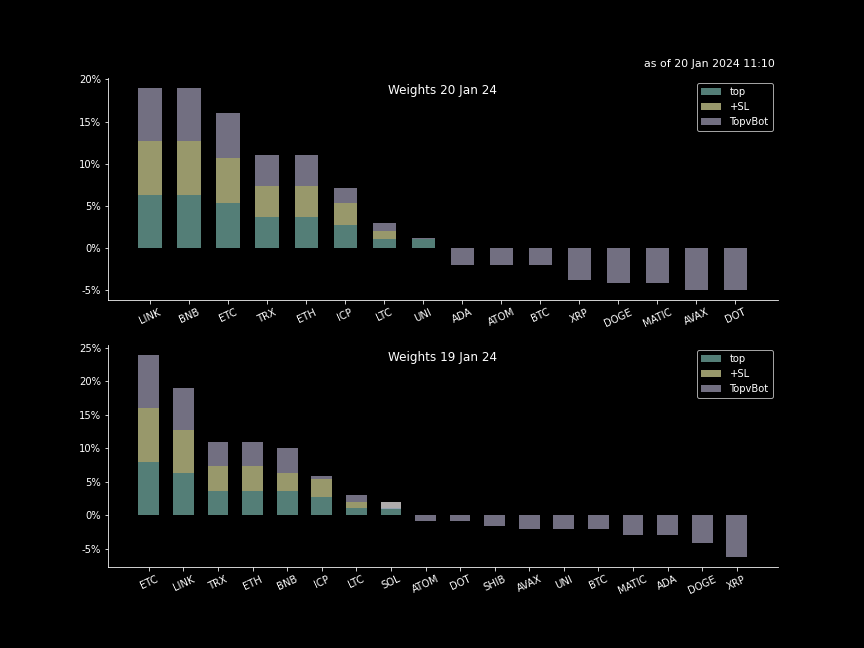 as of 20 Jan 2024 11:10
Weights 20 Jan 24
top
+SL
TopvBot
20%
15%
10%
5%
0%
-5%
LINK BNB ETC TRX ETH ICP LTC UNI ADA ATOM BTC XRP DOGE MATIC AVAX DOT
Weights 19 Jan 24
top
+SL
TopvBot
25%
20%
15%
10%
5%
0%
-5%
ETC LINK TRX ETH BNB ICP LTC SOL ATOM DOT SHIB AVAX UNI BTC MATIC ADA DOGE XRP